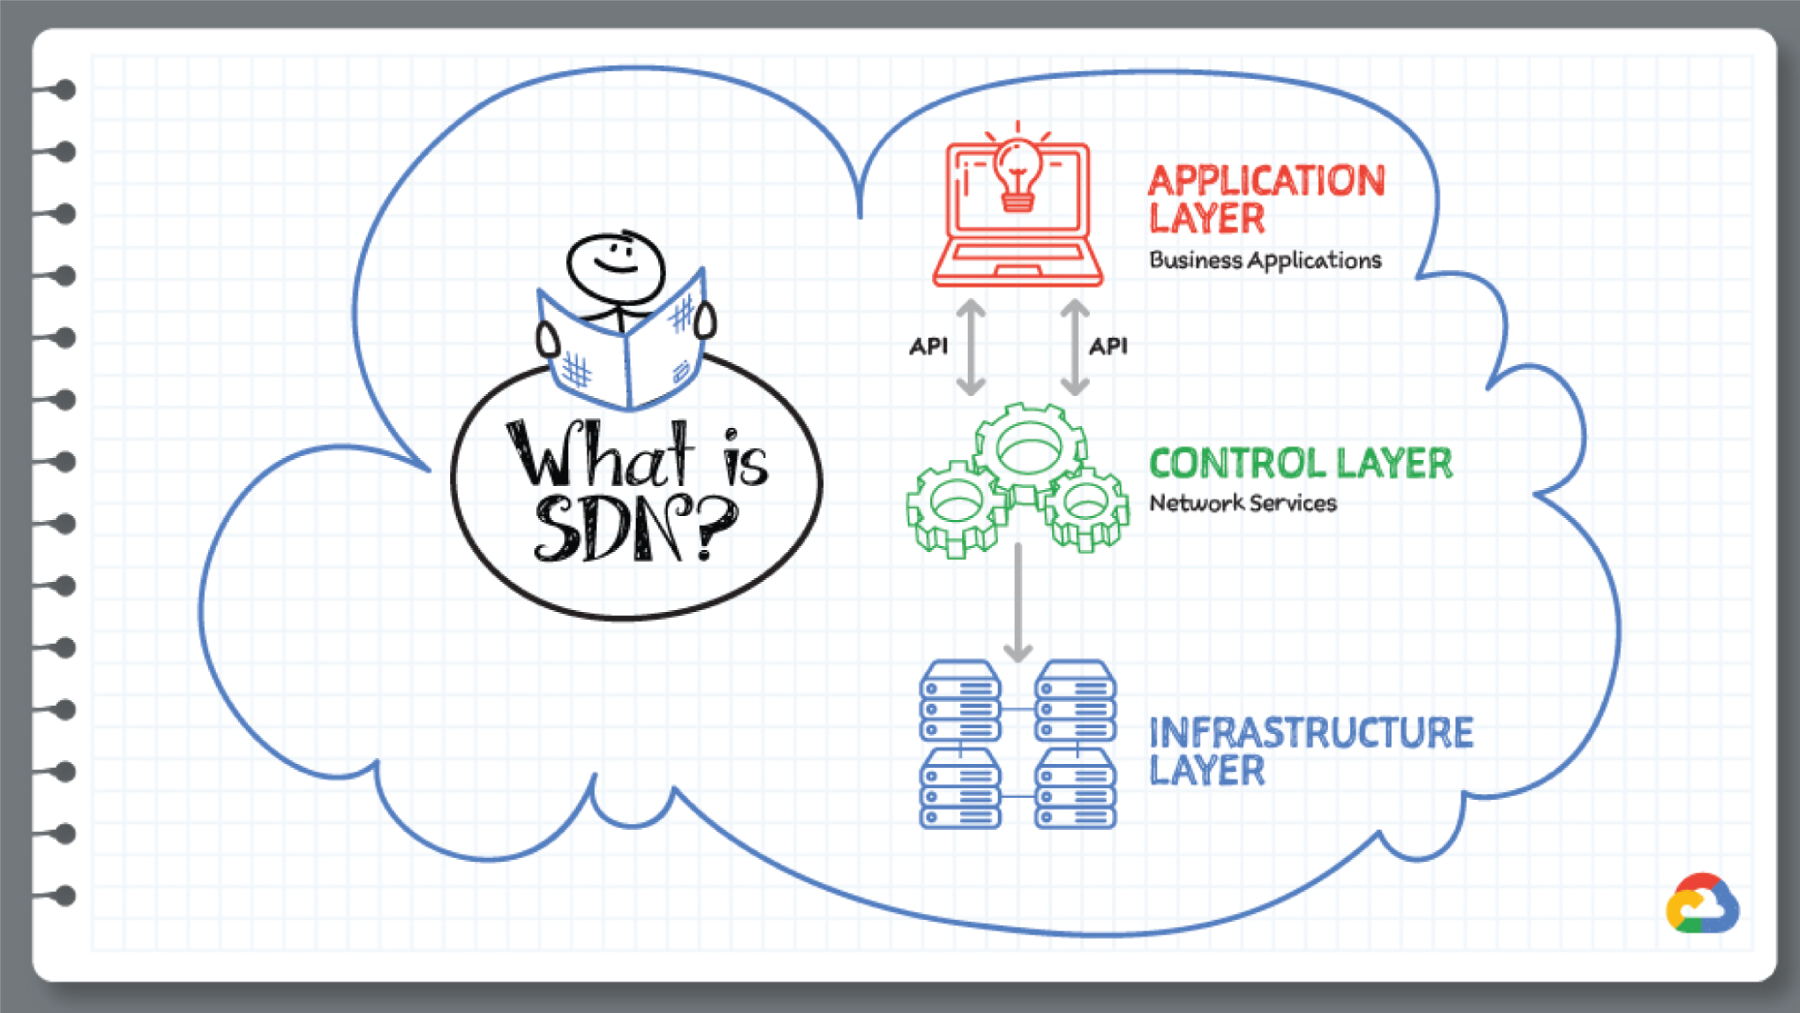 What is
SDN?
APPLICATION
LAYER
Business Applications
API
API
CONTROL LAYER
Network Services
INFRASTRUCTURE
LAYER